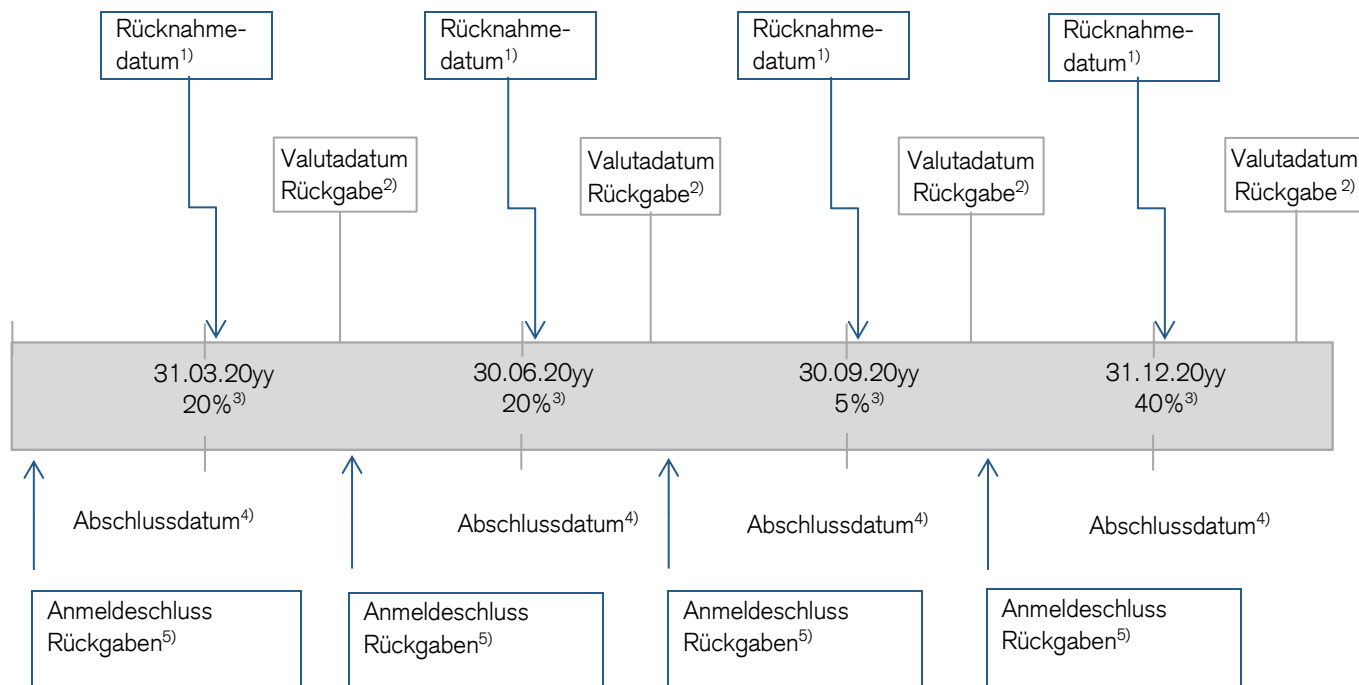 Rücknahme-
datum1)
Rücknahme-
datum1)
Rücknahme-
datum1)
Rücknahme-
datum1)
Valutadatum
Rückgabe2)
Valutadatum
Rückgabe2)
Valutadatum
Rückgabe2)
Valutadatum
Rückgabe 2)
31.03.20yy
20%3)
30.06.20yy
20%3)
30.09.20yy
5%3)
31.12.20yy
40%3)
Abschlussdatum4)
Abschlussdatum4)
Abschlussdatum4)
Abschlussdatum4)
Anmeldeschluss
Rückgaben5)
Anmeldeschluss
Rückgaben5)
Anmeldeschluss
Rückgaben5)
Anmeldeschluss
Rückgaben5)